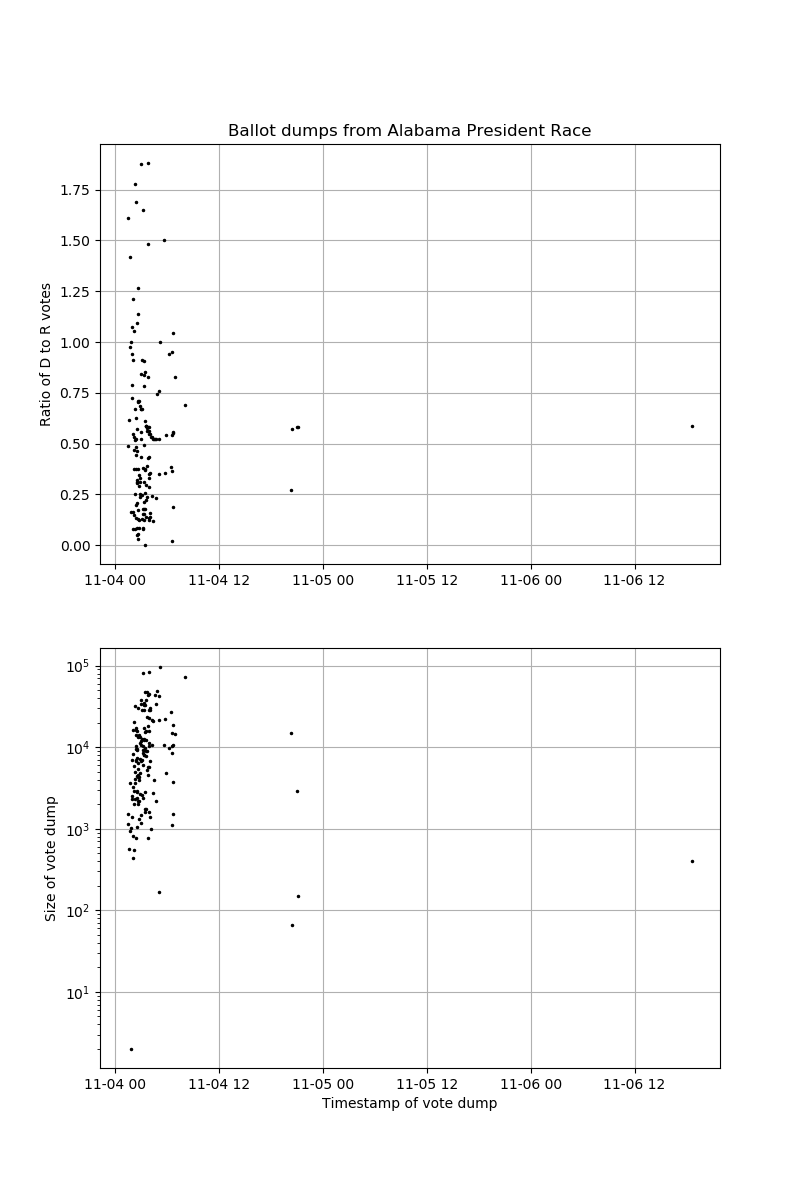 Ballot dumps from Alabama President Race
Ratio of D to R votes
1.75
1.50
1.25
1.00
0.75
0.50
0.25
0.00
11-04 00 11-04 12 11-05 00 11-05 12 11-06 00 11-06 12
Size of vote dump
10⁵
10⁴
10³
10²
10¹
11-04 00 11-04 12 11-05 00 11-05 12 11-06 00 11-06 12
Timestamp of vote dump